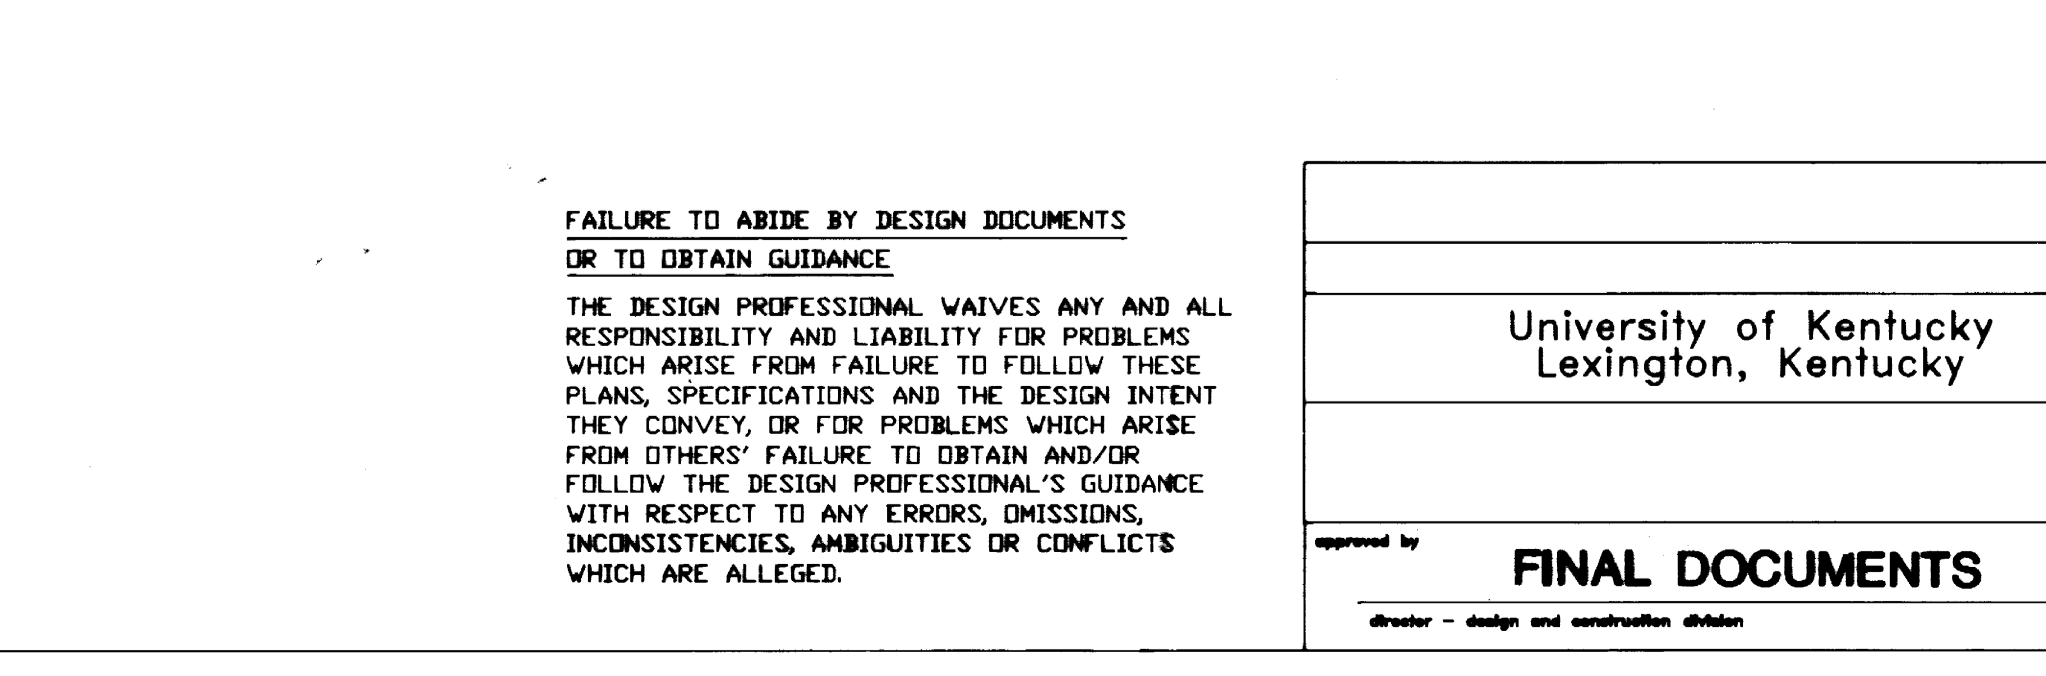 FAILURE TO ABIDE BY DESIGN DOCUMENTS
OR TO OBTAIN GUIDANCE
THE DESIGN PROFESSIONAL WAIVES ANY AND ALL
RESPONSIBILITY AND LIABILITY FOR PROBLEMS
WHICH ARISE FROM FAILURE TO FOLLOW THESE
PLANS, SPECIFICATIONS AND THE DESIGN INTENT
THEY CONVEY, OR FOR PROBLEMS WHICH ARISE
FROM OTHERS' FAILURE TO OBTAIN AND/OR
FOLLOW THE DESIGN PROFESSIONAL'S GUIDANCE
WITH RESPECT TO ANY ERRORS, OMISSIONS,
INCONSISTENCIES, AMBIGUITIES OR CONFLICTS
WHICH ARE ALLEGED.
University of Kentucky
Lexington, Kentucky
approved by
FINAL DOCUMENTS
director - design and construction division